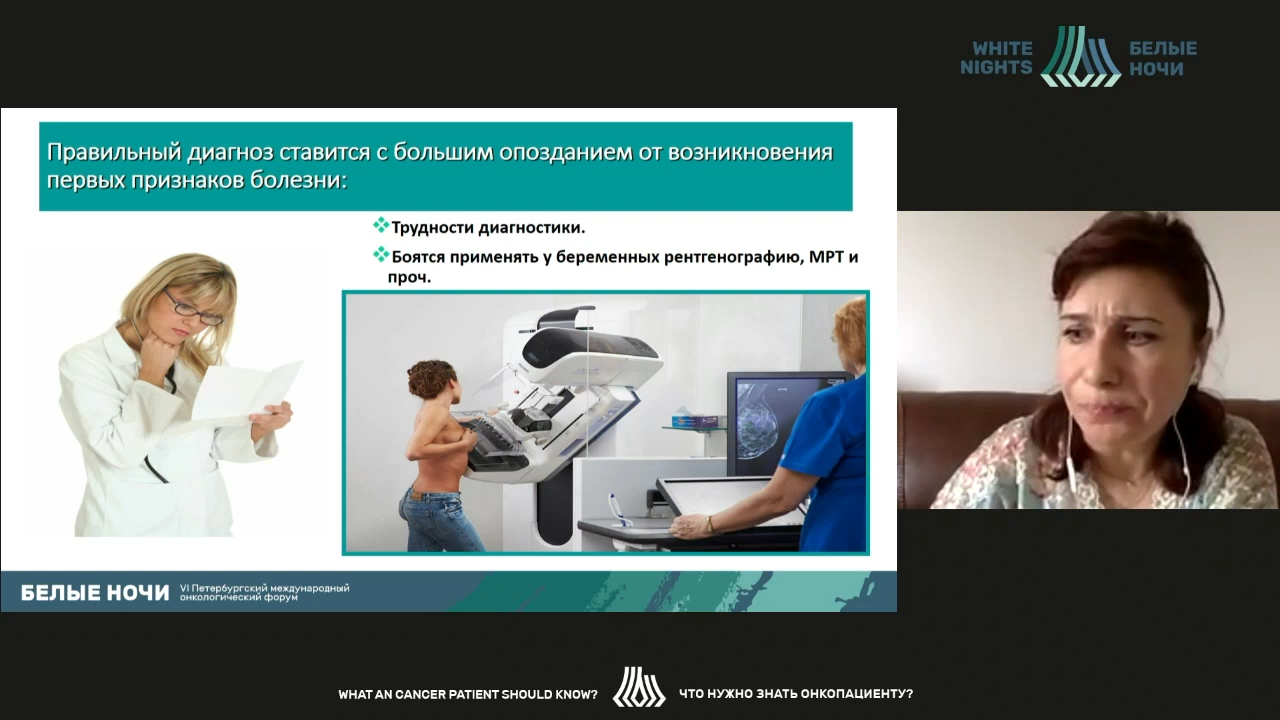 WHITE
NIGHTS
БЕЛЫЕ
НОЧИ
Правильный диагноз ставится с большим опозданием от возникновения
первых признаков болезни:
Трудности диагностики.
Боятся применять у беременных рентгенографию, МРТ и
проч.
БЕЛЫЕ НОЧИ
VI Петербургский международный
онкологический форум
WHAT AN CANCER PATIENT SHOULD KNOW?
ЧТО НУЖНО ЗНАТЬ ОНКОПАЦИЕНТУ?